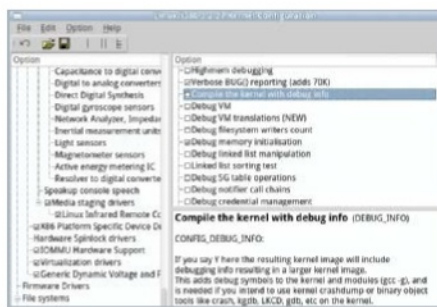 Kernel Configuration
File Edit Option Help
Option
Capacitance to digital conv
Digital to analog converters
Direct Digital Synthesis
Digital gyroscope sensors
Network Analyzer, Impedan
Inertial measurement units
Light sensors
Magnetometer sensors
Active energy metering IC
Resolver to digital converte
Speakup console speech
Media staging drivers
Linux Infrared Remote Co
X86 Platform Specific Device D
Hardware Spinlock drivers
IOMMU Hardware Support
Virtualization drivers
Generic Dynamic Voltage and F
Firmware Drivers
File systems
Option
Highmem debugging
Verbose BUG() reporting (adds 70K)
Compile the kernel with debug info
Debug VM
Debug VM translations (NEW)
Debug filesystem writers count
Debug memory initialisation
Debug linked list manipulation
Linked list sorting test
Debug SG table operations
Debug notifier call chains
Debug credential management
Compile the kernel with debug info (DEBUG_INFO)
CONFIG_DEBUG_INFO:
If you say Y here the resulting kernel image will include
debugging info resulting in a larger kernel image.
This adds debug symbols to the kernel and modules (gcc -g), and
is needed if you intend to use kernel crashdump or binary object
tools like crash, kgdb, LKCD, gdb, etc on the kernel.